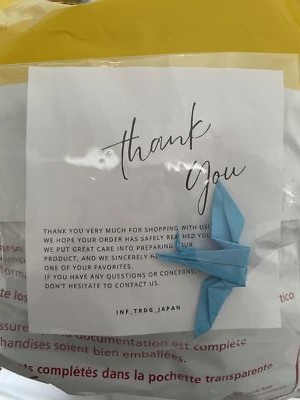 thank
you
THANK YOU VERY MUCH FOR SHOPPING WITH US!
WE HOPE YOUR ORDER HAS SAFELY REACHED YOU
WE PUT GREAT CARE INTO PREPARING YOUR
PRODUCT, AND WE SINCERELY
ONE OF YOUR FAVORITES.
IF YOU HAVE ANY QUESTIONS OR CONCERNS,
DON'T HESITATE TO CONTACT US.
INF_TRDG_JAPAN
documentation est complète
handises soient bien emballées.
ts complétés dans la pochette transparente